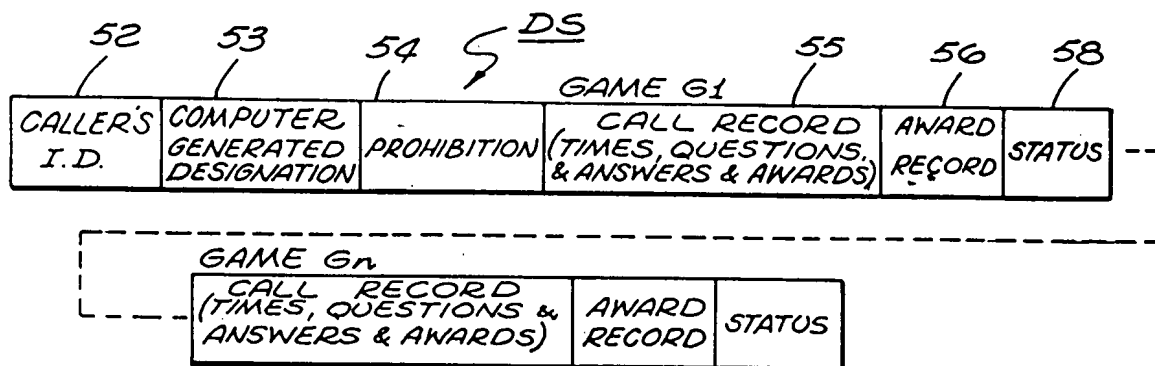 52 53 54 DS 55 56 58
GAME G1
CALLER'S
I.D.
COMPUTER
GENERATED
DESIGNATION
PROHIBITION
CALL RECORD
(TIMES, QUESTIONS,
& ANSWERS & AWARDS)
AWARD
RECORD
STATUS
GAME Gn
CALL RECORD
(TIMES, QUESTIONS &
ANSWERS & AWARDS)
AWARD
RECORD
STATUS